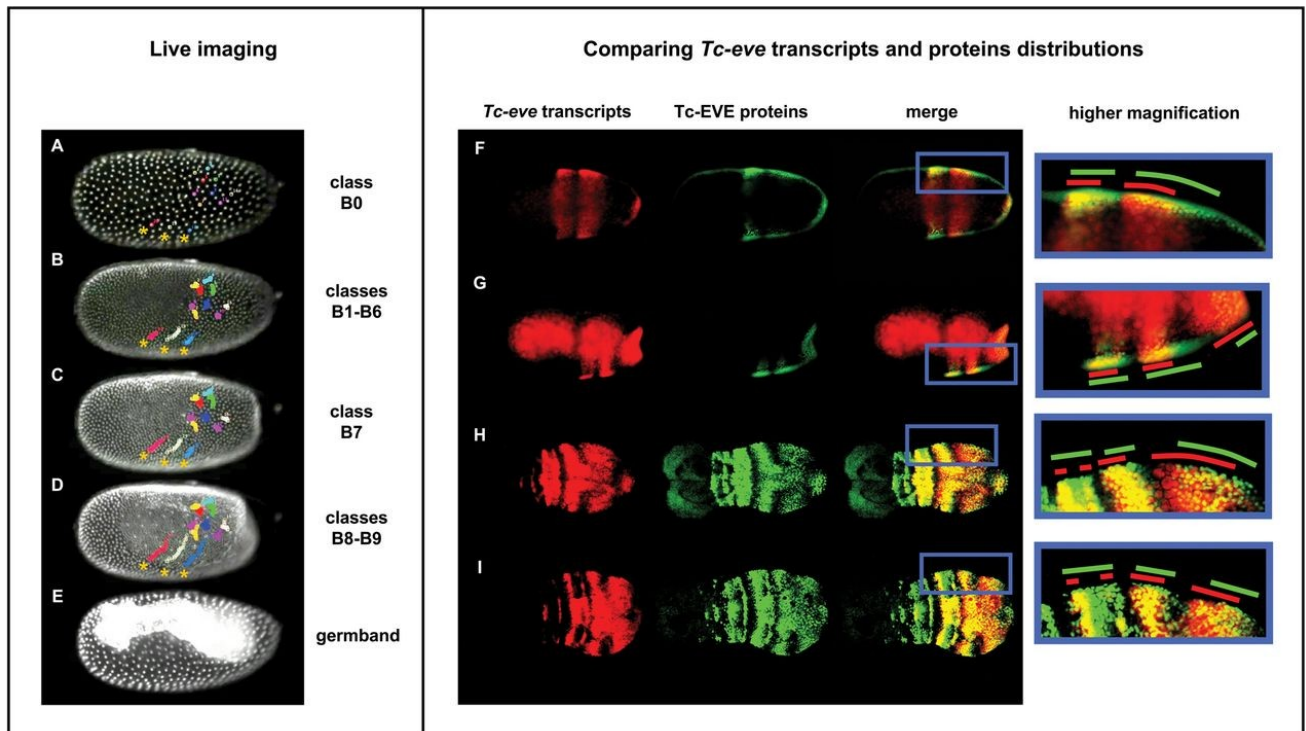 Live imaging
Comparing Tc-eve transcripts and proteins distributions
Tc-eve transcripts
Tc-EVE proteins
merge
higher magnification
A
class
B0
B
classes
B1-B6
C
class
B7
D
classes
B8-B9
E
germband
F
G
H
I